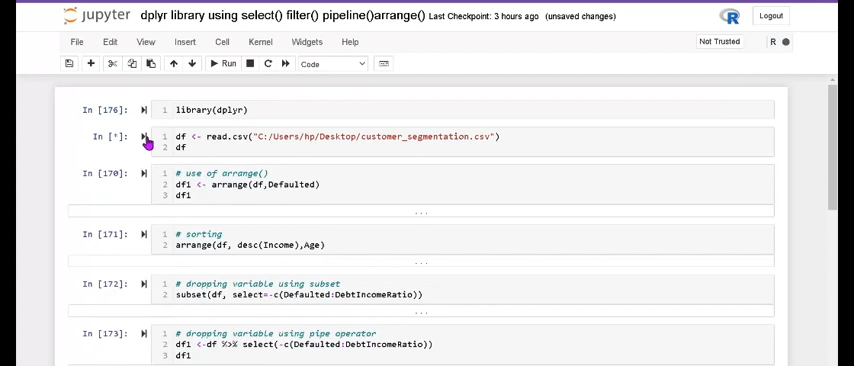 jupyter dplyr library using select() filter() pipeline()arrange() Last Checkpoint: 3 hours ago (unsaved changes)
R
Logout
File Edit View Insert Cell Kernel Widgets Help
Not Trusted
R
Run
Code
In [176]:
1 library(dplyr)
In [*]:
1 df <- read.csv("C:/Users/hp/Desktop/customer_segmentation.csv")
2 df
In [170]:
1 # use of arrange()
2 df1 <- arrange(df,Defaulted)
3 df1
...
In [171]:
1 # sorting
2 arrange(df, desc(Income),Age)
...
In [172]:
1 # dropping variable using subset
2 subset(df, select=-c(Defaulted:DebtIncomeRatio))
...
In [173]:
1 # dropping variable using pipe operator
2 df1 <-df %>% select(-c(Defaulted:DebtIncomeRatio))
3 df1